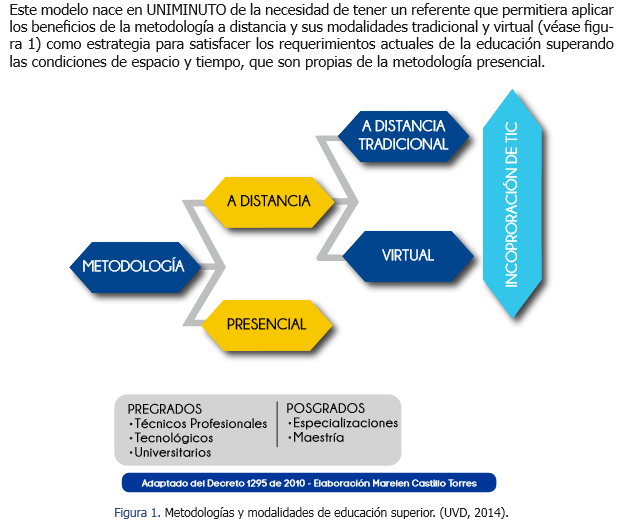 Este modelo nace en UNIMINUTO de la necesidad de tener un referente que permitiera aplicar
los beneficios de la metodología a distancia y sus modalidades tradicional y virtual (véase figu-
ra 1) como estrategia para satisfacer los requerimientos actuales de la educación superando
las condiciones de espacio y tiempo, que son propias de la metodología presencial.
A DISTANCIA
TRADICIONAL
A DISTANCIA
VIRTUAL
METODOLOGÍA
PRESENCIAL
INCOPRORACIÓN DE TIC
PREGRADOS
• Técnicos Profesionales
• Tecnológicos
• Universitarios
POSGRADOS
• Especializaciones
• Maestría
Adaptado del Decreto 1295 de 2010 - Elaboración Marelen Castillo Torres
Figura 1. Metodologías y modalidades de educación superior. (UVD, 2014).